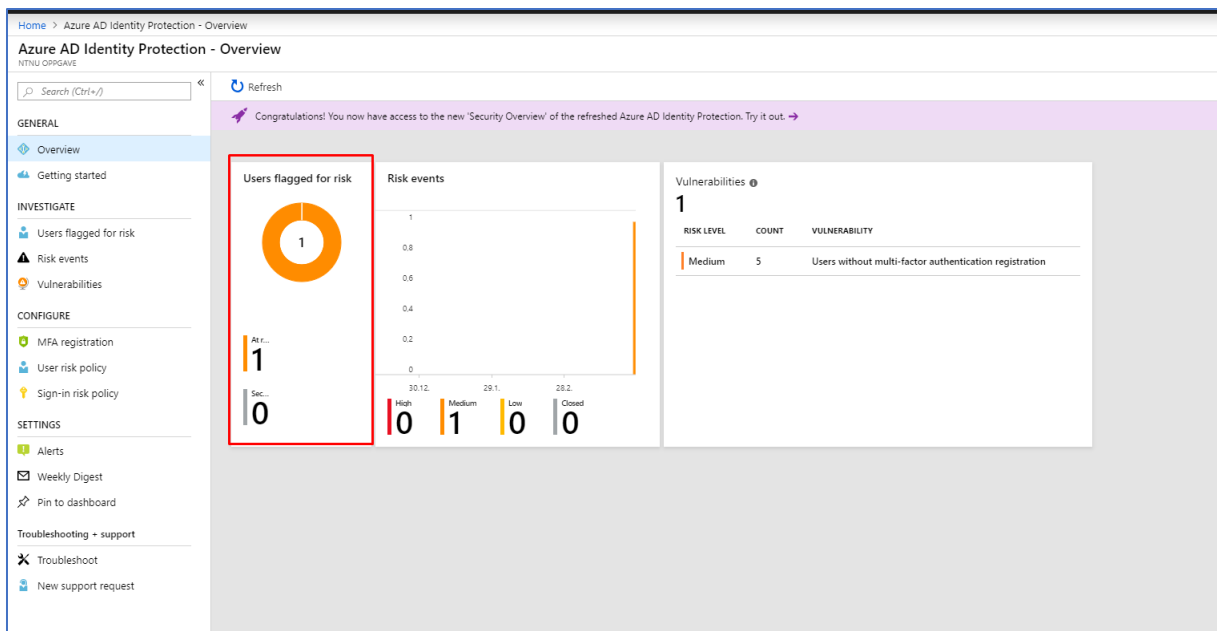 Home > Azure AD Identity Protection - Overview
Azure AD Identity Protection - Overview
NTNU OPPGAVE
Search (Ctrl+/)
«
Refresh
Congratulations! You now have access to the new 'Security Overview' of the refreshed Azure AD Identity Protection. Try it out. →
GENERAL
Overview
Getting started
INVESTIGATE
Users flagged for risk
Risk events
Vulnerabilities
CONFIGURE
MFA registration
User risk policy
Sign-in risk policy
SETTINGS
Alerts
Weekly Digest
Pin to dashboard
Troubleshooting + support
Troubleshoot
New support request
Users flagged for risk
1
At r...
1
Sec...
0
Risk events
1
0,8
0,6
0,4
0,2
0
30.12. 29.1. 28.2.
High Medium Low Closed
0 1 0 0
Vulnerabilities
1
RISK LEVEL COUNT VULNERABILITY
Medium 5 Users without multi-factor authentication registration